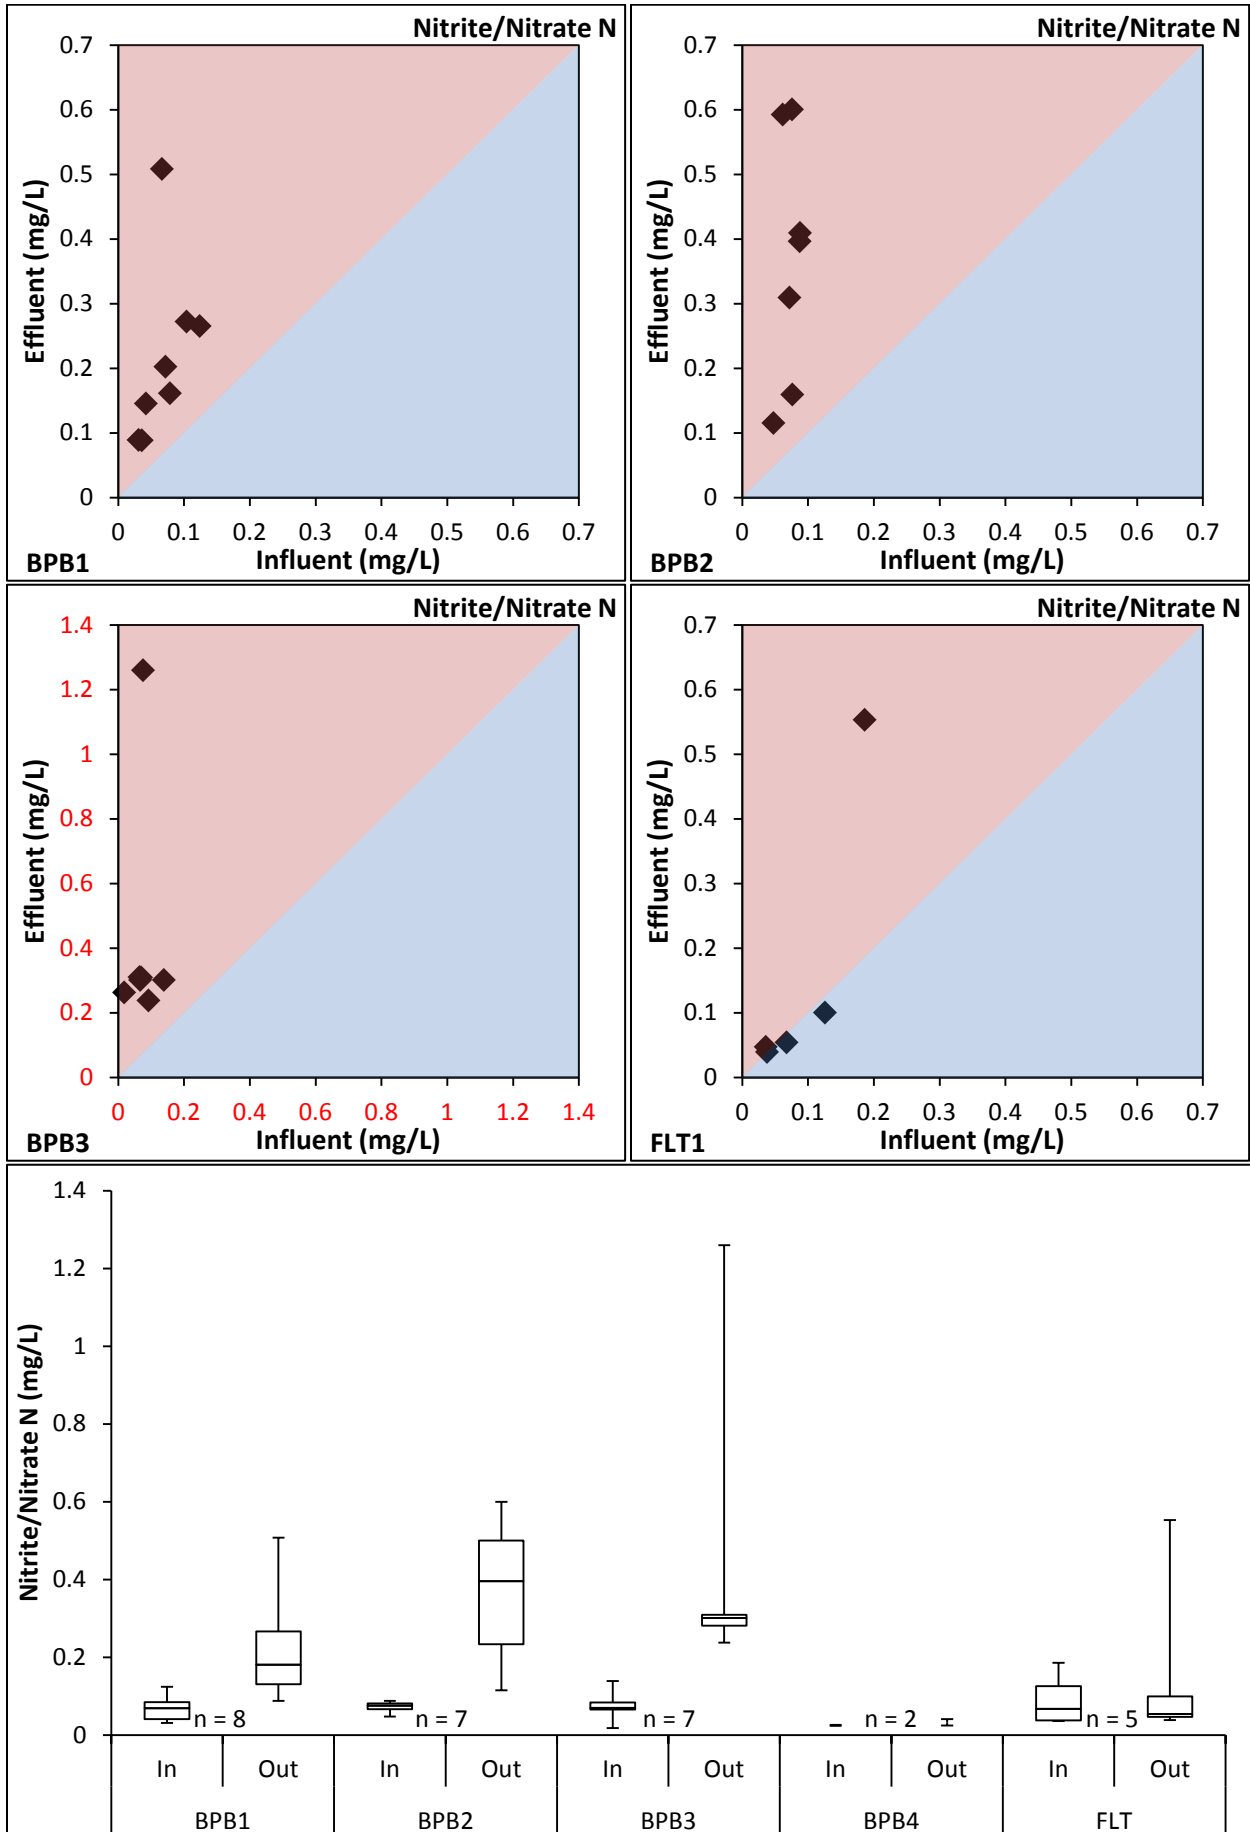 Nitrite/Nitrate N
0.7
0.6
0.5
0.4
0.3
0.2
0.1
0
Effluent (mg/L)
0 0.1 0.2 0.3 0.4 0.5 0.6 0.7
Influent (mg/L)
BPB1
Nitrite/Nitrate N
0.7
0.6
0.5
0.4
0.3
0.2
0.1
0
Effluent (mg/L)
0 0.1 0.2 0.3 0.4 0.5 0.6 0.7
Influent (mg/L)
BPB2
Nitrite/Nitrate N
1.4
1.2
1
0.8
0.6
0.4
0.2
0
Effluent (mg/L)
0 0.2 0.4 0.6 0.8 1 1.2 1.4
Influent (mg/L)
BPB3
Nitrite/Nitrate N
0.7
0.6
0.5
0.4
0.3
0.2
0.1
0
Effluent (mg/L)
0 0.1 0.2 0.3 0.4 0.5 0.6 0.7
Influent (mg/L)
FLT1
1.4
1.2
1
0.8
0.6
0.4
0.2
0
Nitrite/Nitrate N (mg/L)
n = 8 n = 7 n = 7 n = 2 n = 5
In Out In Out In Out In Out In Out
BPB1 BPB2 BPB3 BPB4 FLT